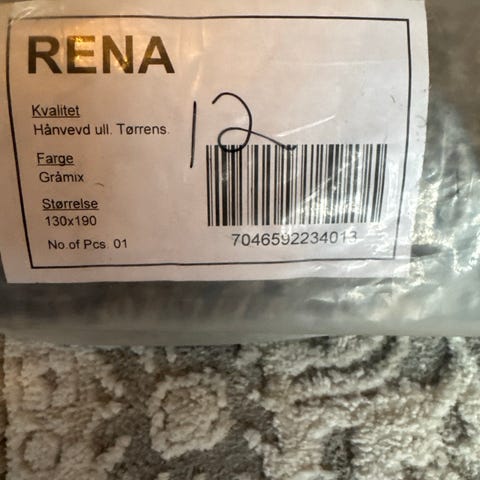 RENA
12
Kvalitet
Hånvevd ull. Tørrens.
Farge
Gråmix
Størrelse
130x190
No.of Pcs. 01
7046592234013